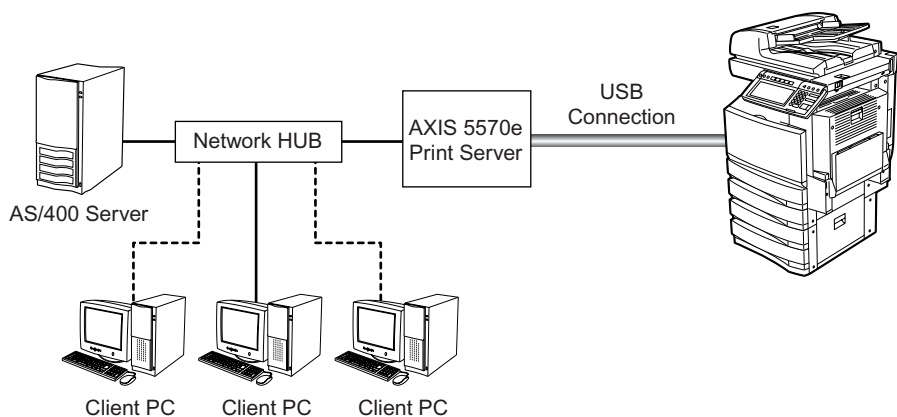 USB
Connection
AXIS 5570e
Print Server
Network HUB
AS/400 Server
Client PC
Client PC
Client PC